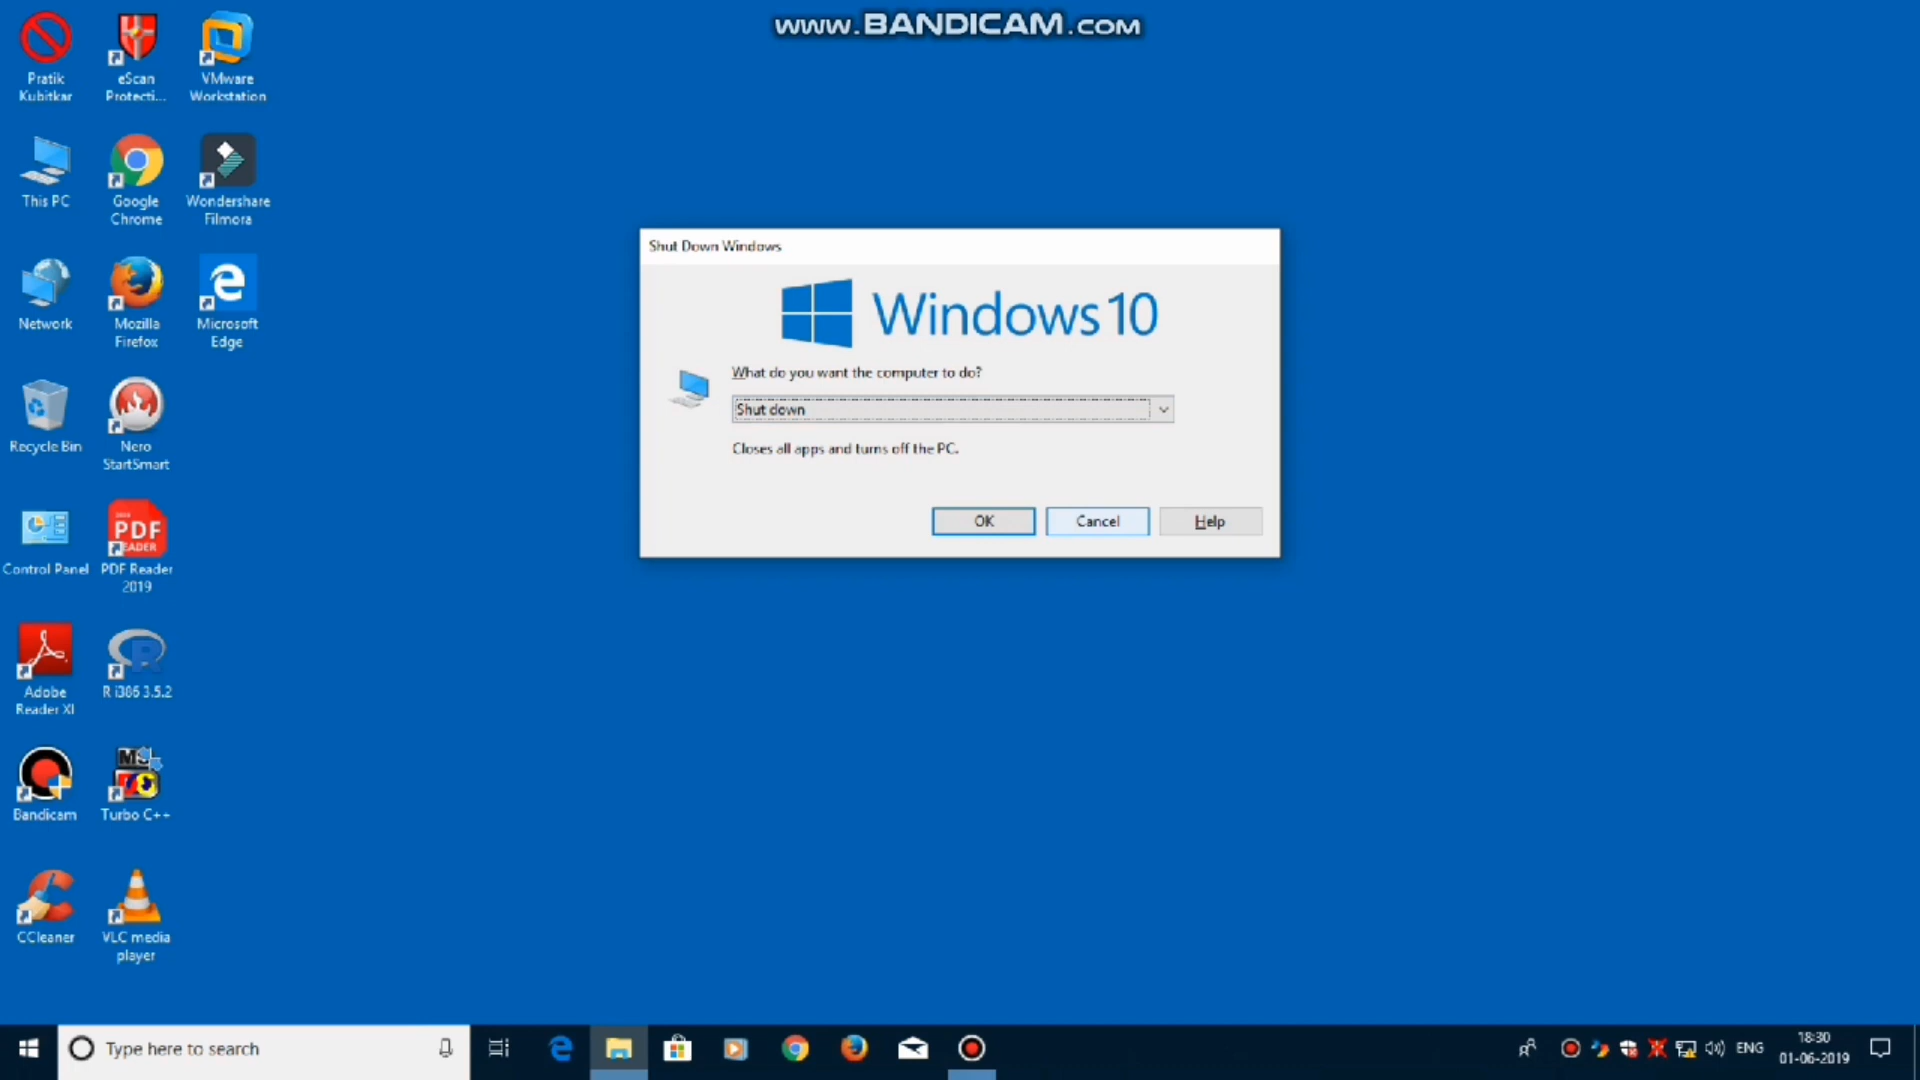 www.BANDICAM.COM
Pratik
Kubitkar
eScan
Protecti...
VMware
Workstation
This PC
Google
Chrome
Wondershare
Filmora
Network
Mozilla
Firefox
Microsoft
Edge
Recycle Bin
Nero
StartSmart
Control Panel
PDF
READER
PDF Reader
2019
Adobe
Reader XI
R i386 3.5.2
Bandicam
Turbo C++
CCleaner
VLC media
player
Shut Down Windows
Windows 10
What do you want the computer to do?
Shut down
Closes all apps and turns off the PC.
OK
Cancel
Help
Type here to search
ENG
18:30
01-06-2019